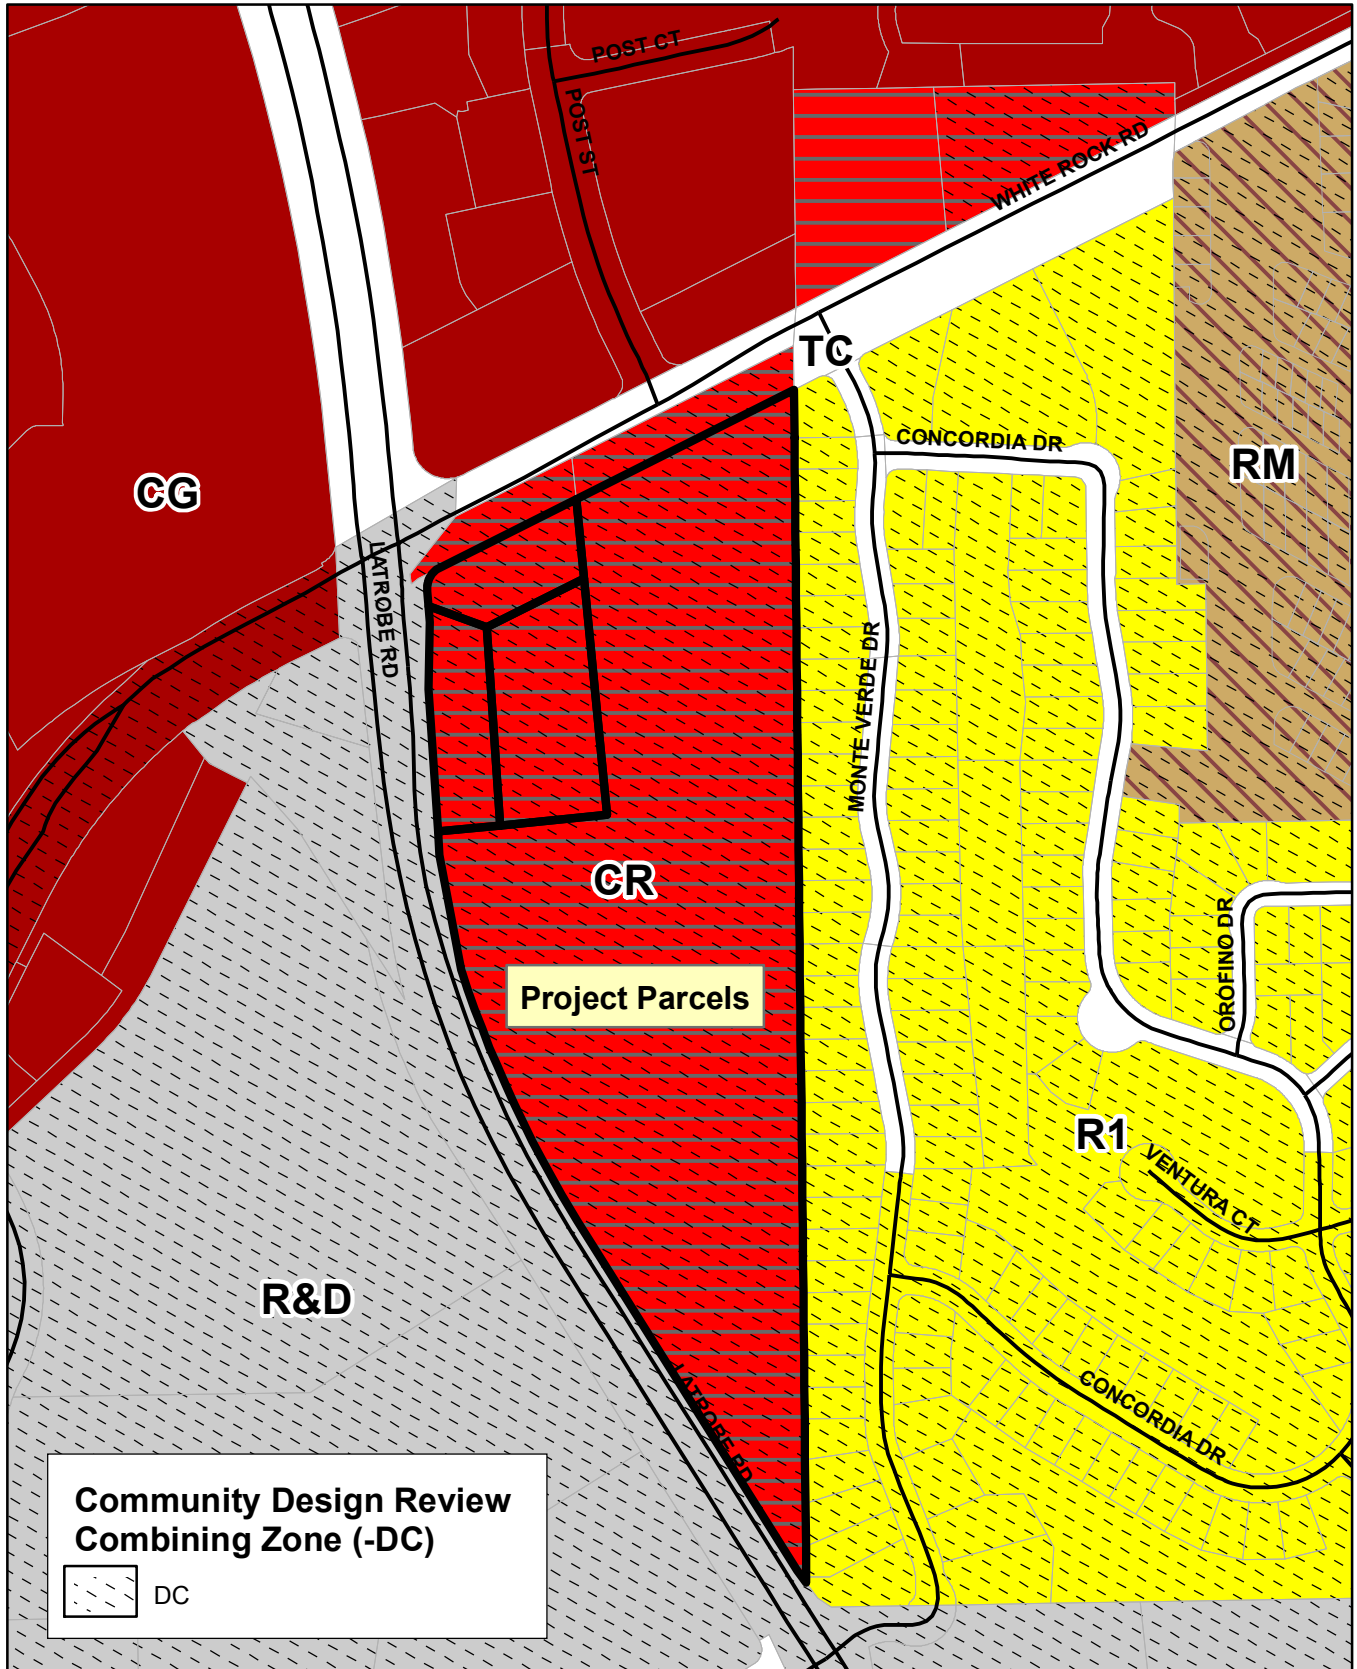 POST CT
POST ST
WHITE ROCK RD
TC
CONCORDIA DR
RM
CG
LATROBE RD
MONTE VERDE DR
CR
OROFINO DR
Project Parcels
R1
VENTURA CT
R&D
LATROBE RD
CONCORDIA DR
Community Design Review
Combining Zone (-DC)
DC